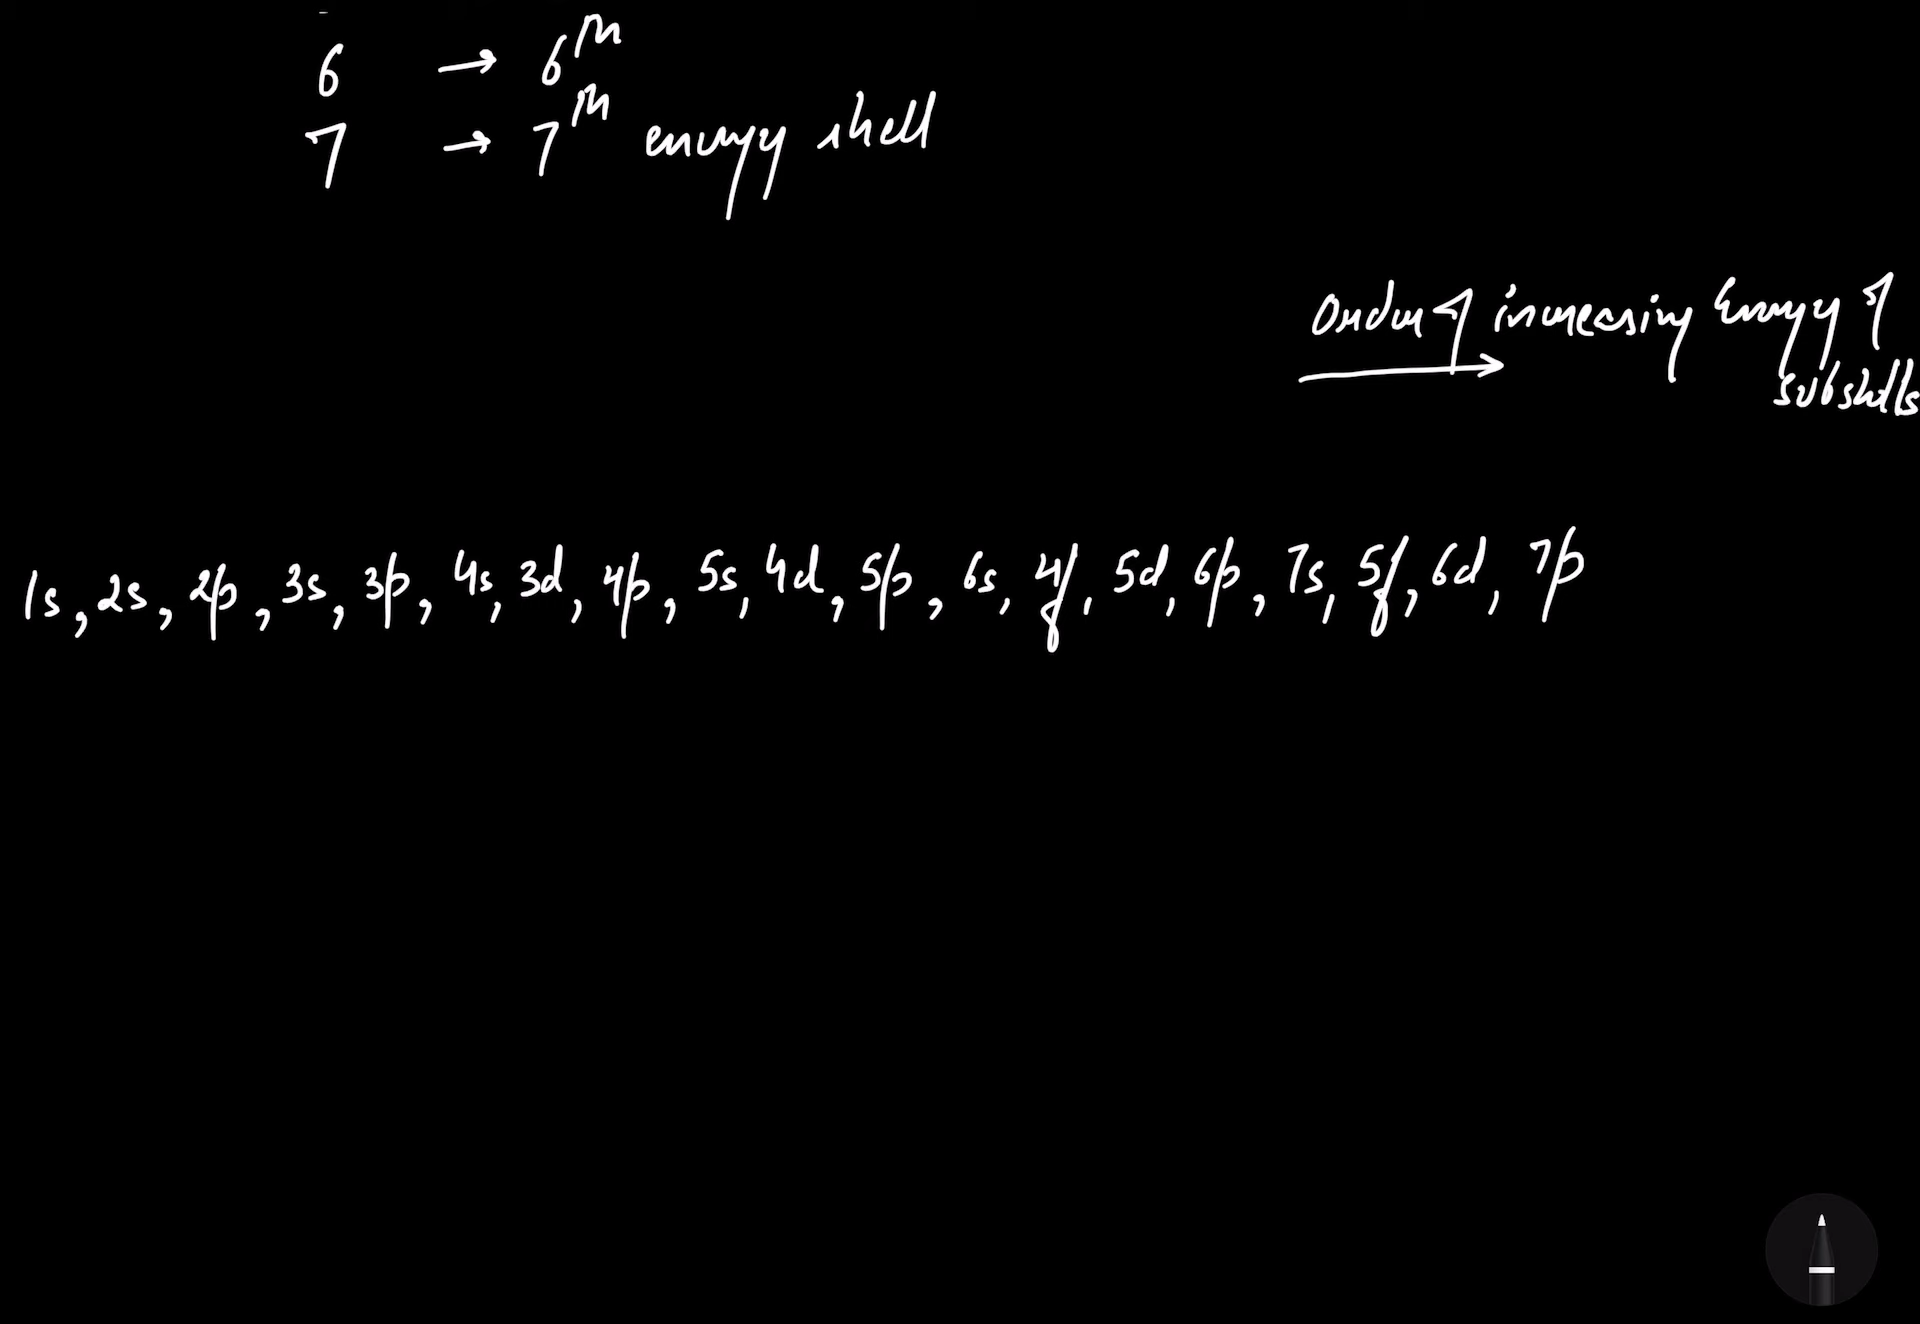 6 → 6th
7 → 7th energy shell
Order of increasing Energy of
subshells
1s, 2s, 2p, 3s, 3p, 4s, 3d, 4p, 5s, 4d, 5p, 6s, 4f, 5d, 6p, 7s, 5f, 6d, 7p